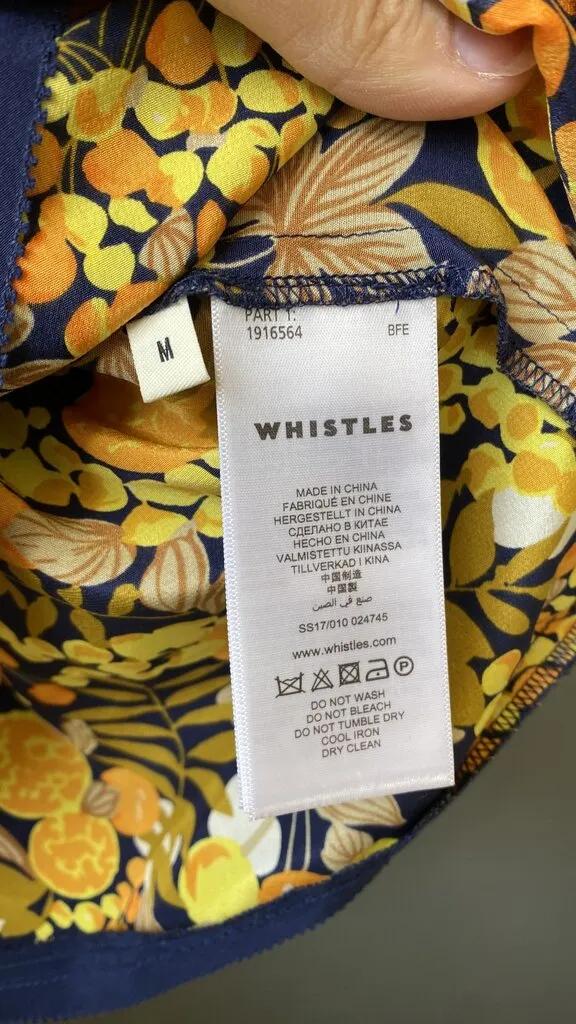 PART 1:
1916564 BFE
M
WHISTLES
MADE IN CHINA
FABRIQUÉ EN CHINE
HERGESTELLT IN CHINA
СДЕЛАНО В КИТАЕ
HECHO EN CHINA
VALMISTETTU KIINASSA
TILLVERKAD I KINA
中国制造
中国製
صنع في الصين
SS17/010 024745
www.whistles.com
P
DO NOT WASH
DO NOT BLEACH
DO NOT TUMBLE DRY
COOL IRON
DRY CLEAN